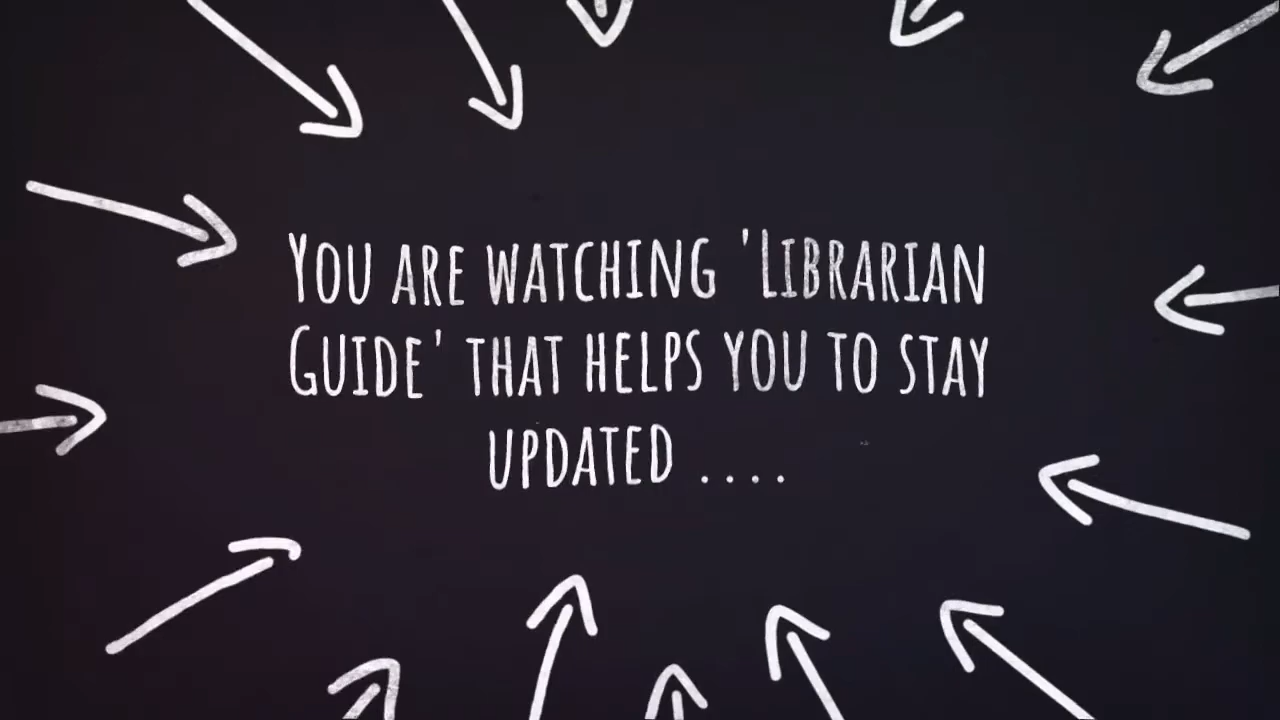 You are watching 'Librarian
Guide' that helps you to stay
updated ....